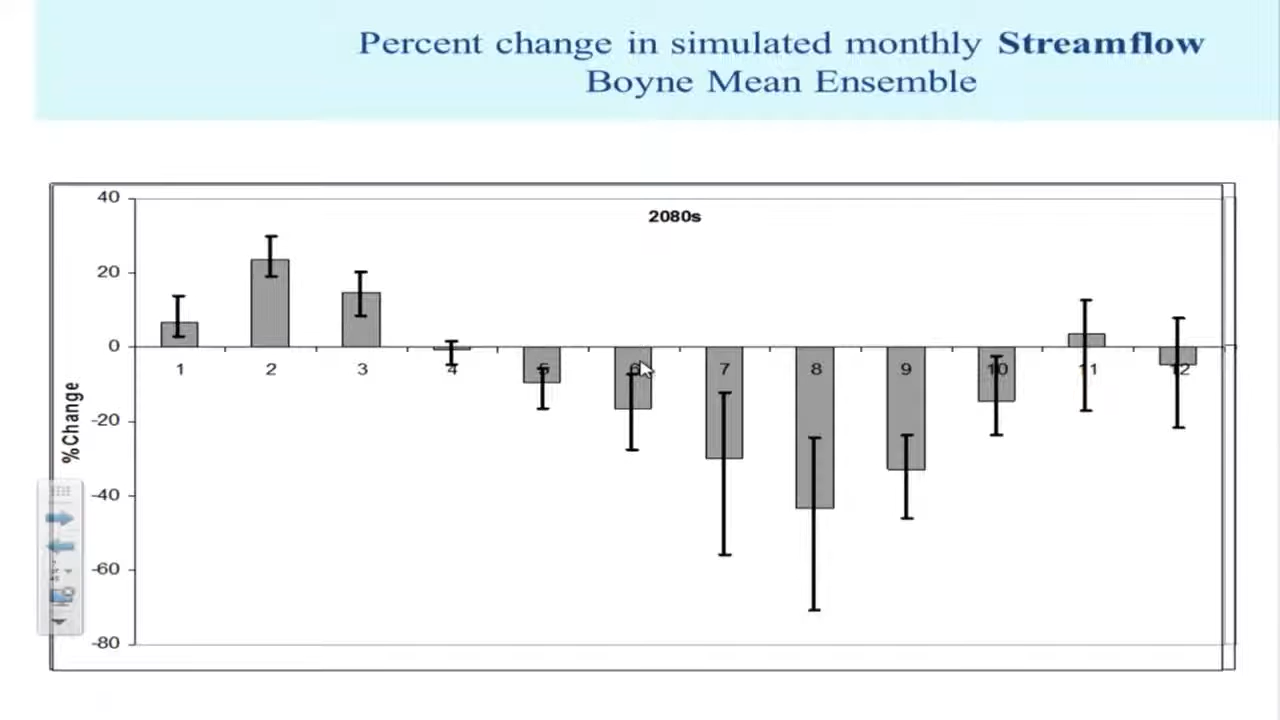 Percent change in simulated monthly Streamflow
Boyne Mean Ensemble
2080s
%Change
40
20
0
-20
-40
-60
-80
1 2 3 4 5 6 7 8 9 10 11 12